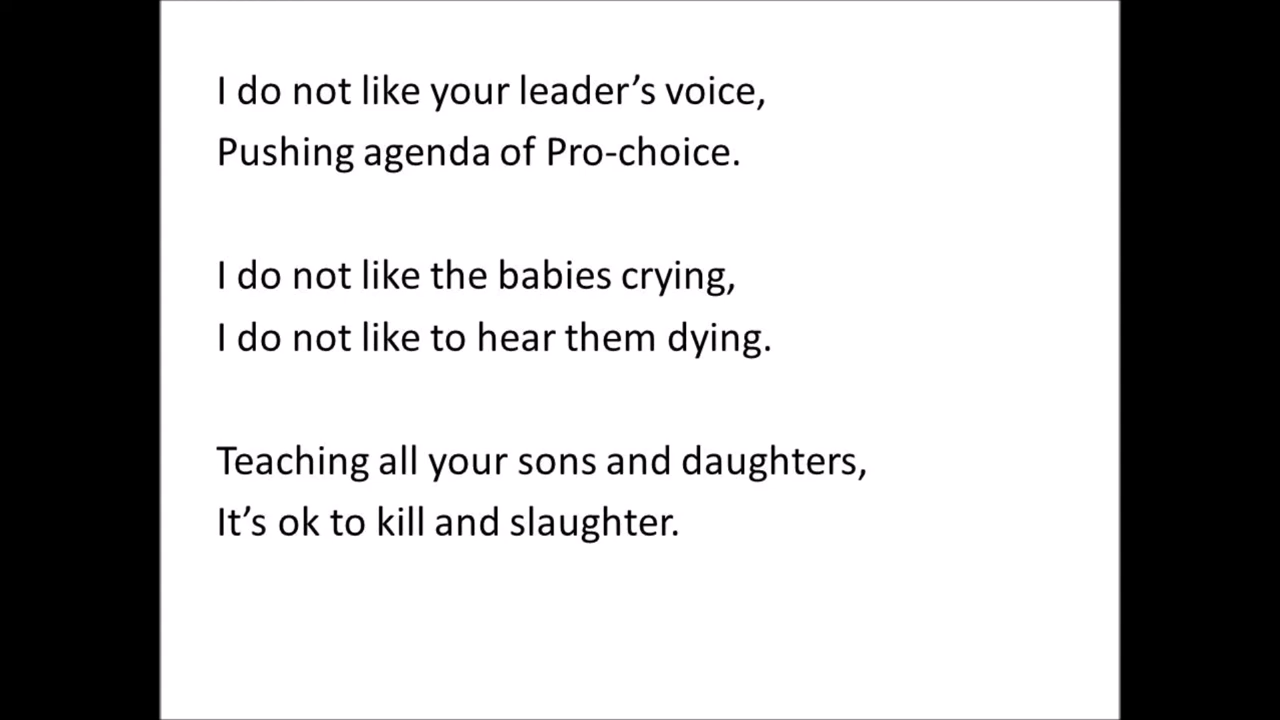 I do not like your leader’s voice,
Pushing agenda of Pro-choice.
I do not like the babies crying,
I do not like to hear them dying.
Teaching all your sons and daughters,
It’s ok to kill and slaughter.